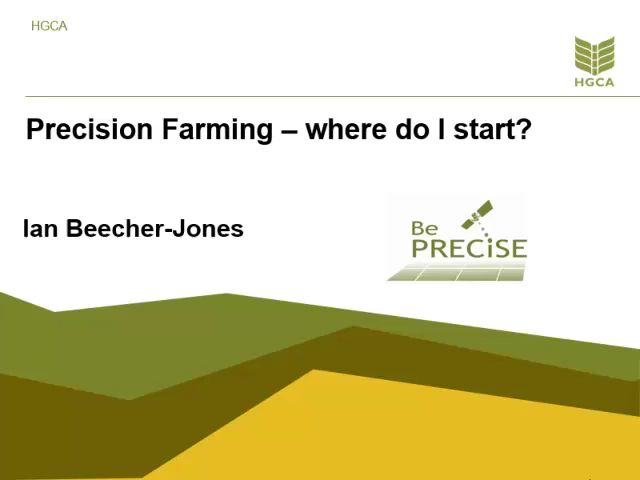 HGCA
HGCA
Precision Farming – where do I start?
Ian Beecher-Jones
Be
PRECiSE